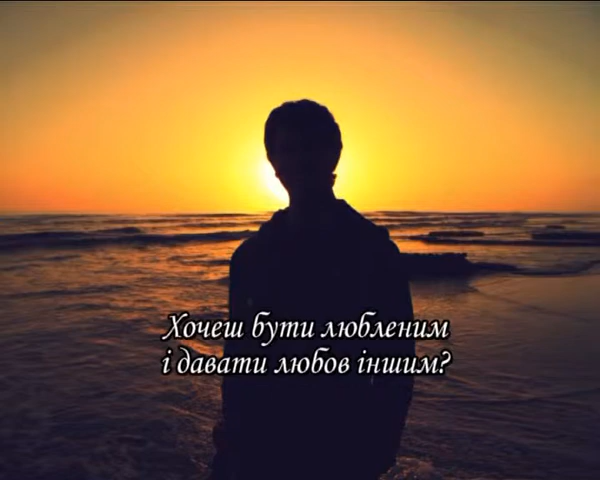 Хочеш бути любленим
і давати любов іншим?